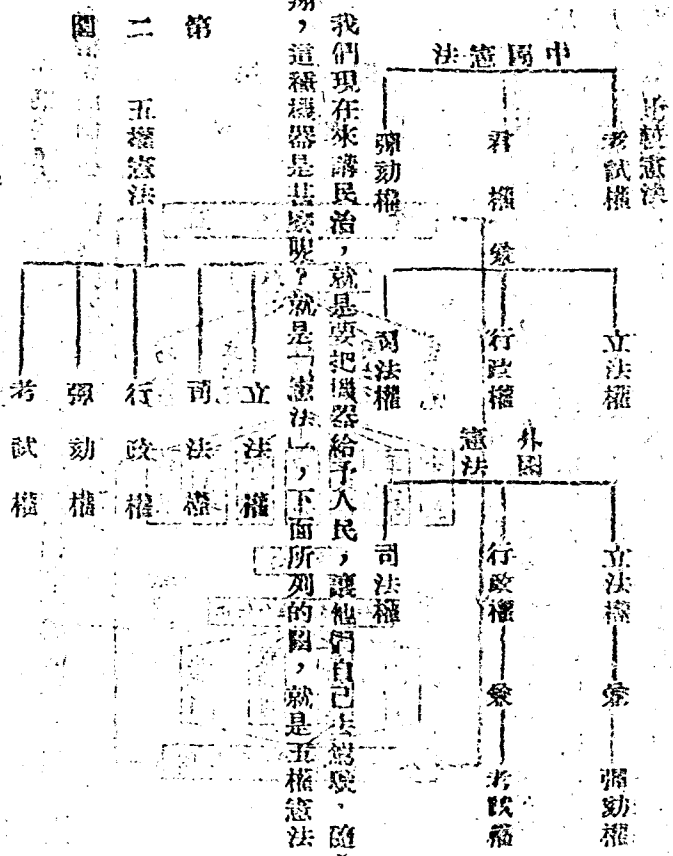 比較憲法
中國憲法
考試權
君權
兼
彈劾權
立法權
行政權
司法權
外國
憲法
立法權
兼
彈劾權
行政權
兼
考試權
司法權
我們現在來講民治,就是要把機器給予人民,讓他們自己去駕駛,隨
翔,這種機器是甚麽呢?就是「憲法」,下面所列的圖,就是五權憲法
第二圖
五權憲法
立法權
司法權
行政權
彈劾權
考試權